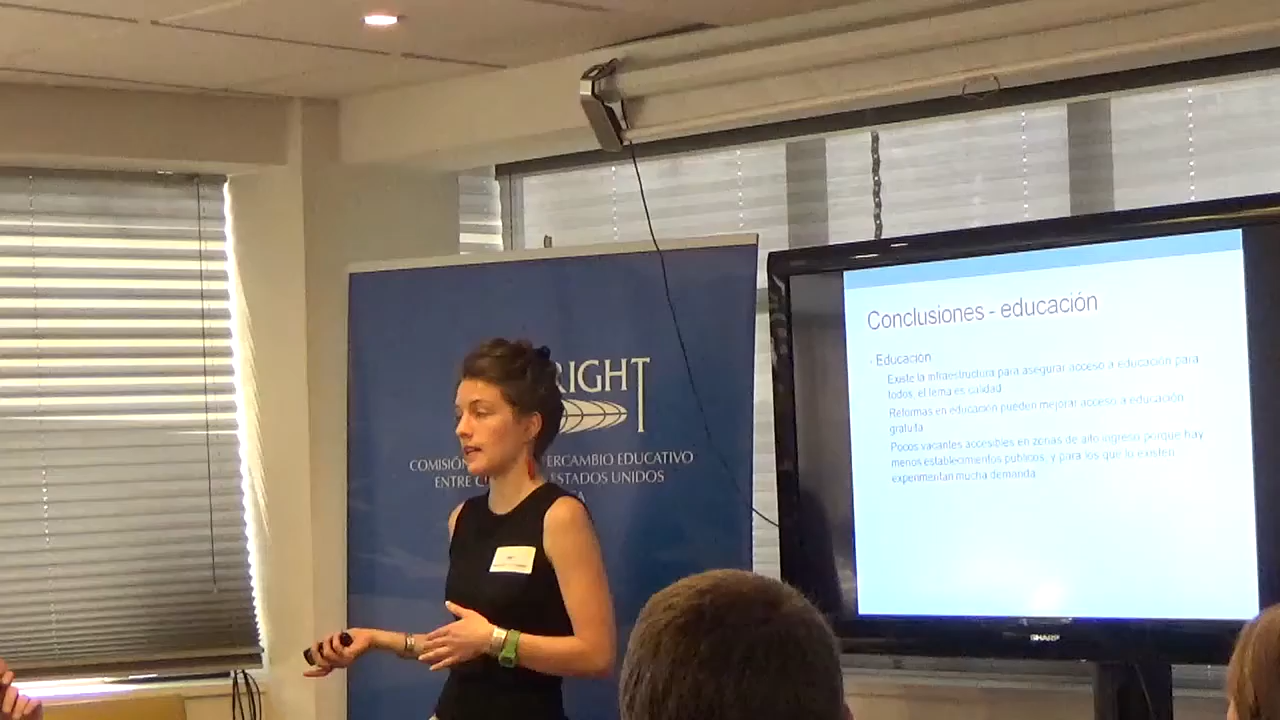 RIGHT
COMISIÓN ERCAMBIO EDUCATIVO
ENTRE C ESTADOS UNIDOS
CA
Conclusiones - educación
· Educación
Existe la infraestructura para asegurar acceso a educación para
todos, el tema es calidad
Reformas en educación pueden mejorar acceso a educación
gratuita
Pocos vacantes accesibles en zonas de alto ingreso porque hay
menos establecimientos públicos, y para los que lo existen
experimentan mucha demanda
SHARP